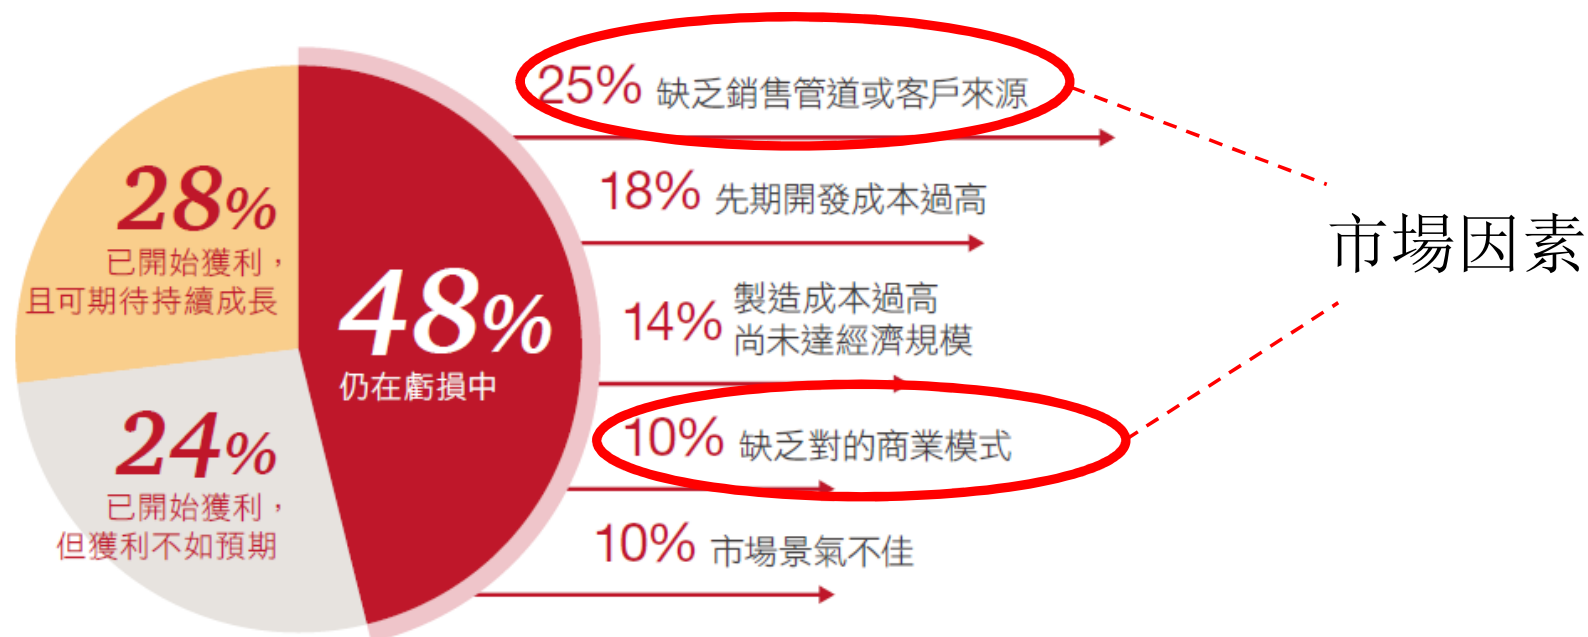 28%
已開始獲利，
且可期待持續成長
24%
已開始獲利，
但獲利不如預期
48%
仍在虧損中
25% 缺乏銷售管道或客戶來源
18% 先期開發成本過高
14% 製造成本過高
尚未達經濟規模
10% 缺乏對的商業模式
10% 市場景氣不佳
市場因素